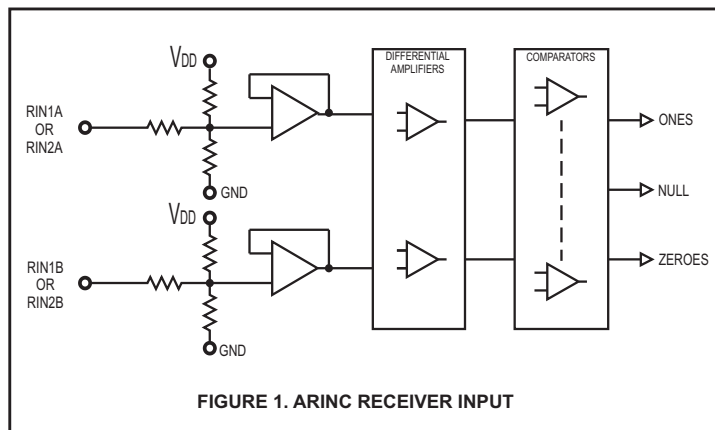 VDD
DIFFERENTIAL
AMPLIFIERS
COMPARATORS
RIN1A
OR
RIN2A
ONES
GND
NULL
VDD
RIN1B
OR
RIN2B
ZEROES
GND
FIGURE 1. ARINC RECEIVER INPUT